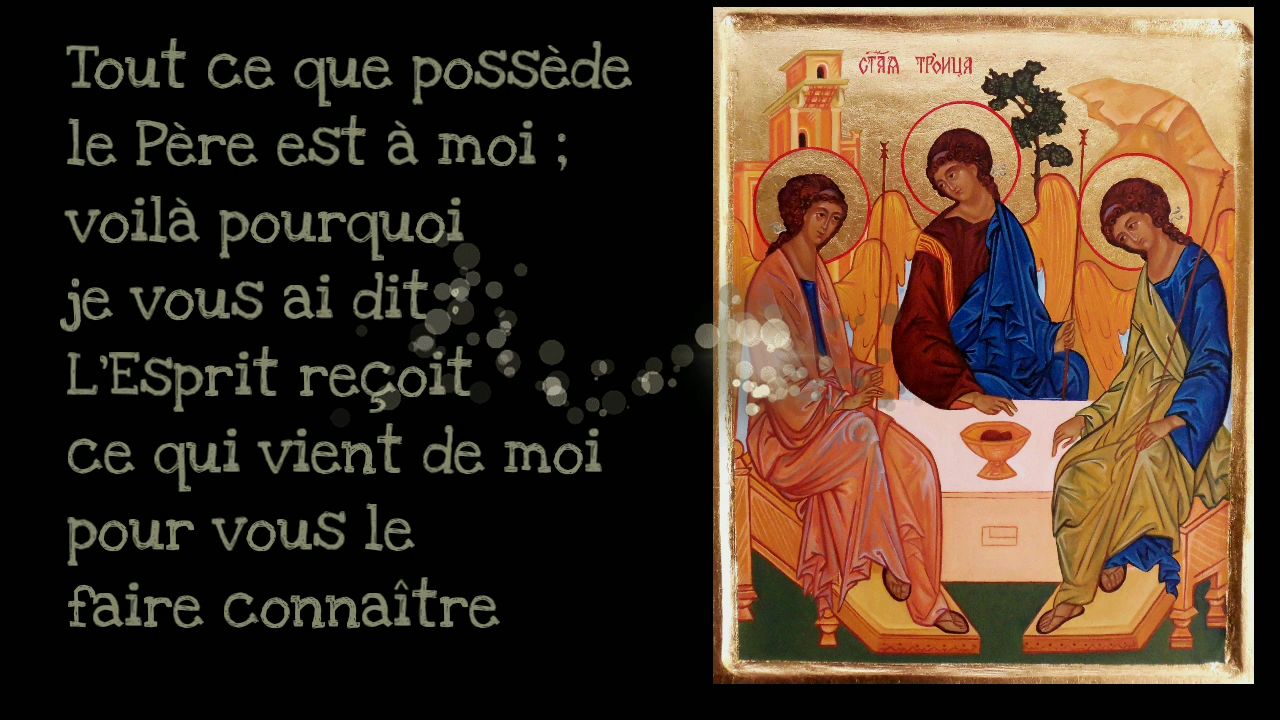 Tout ce que possède
le Père est à moi ;
voilà pourquoi
je vous ai dit :
L'Esprit reçoit
ce qui vient de moi
pour vous le
faire connaître
СТАЯ ТРОИЦА